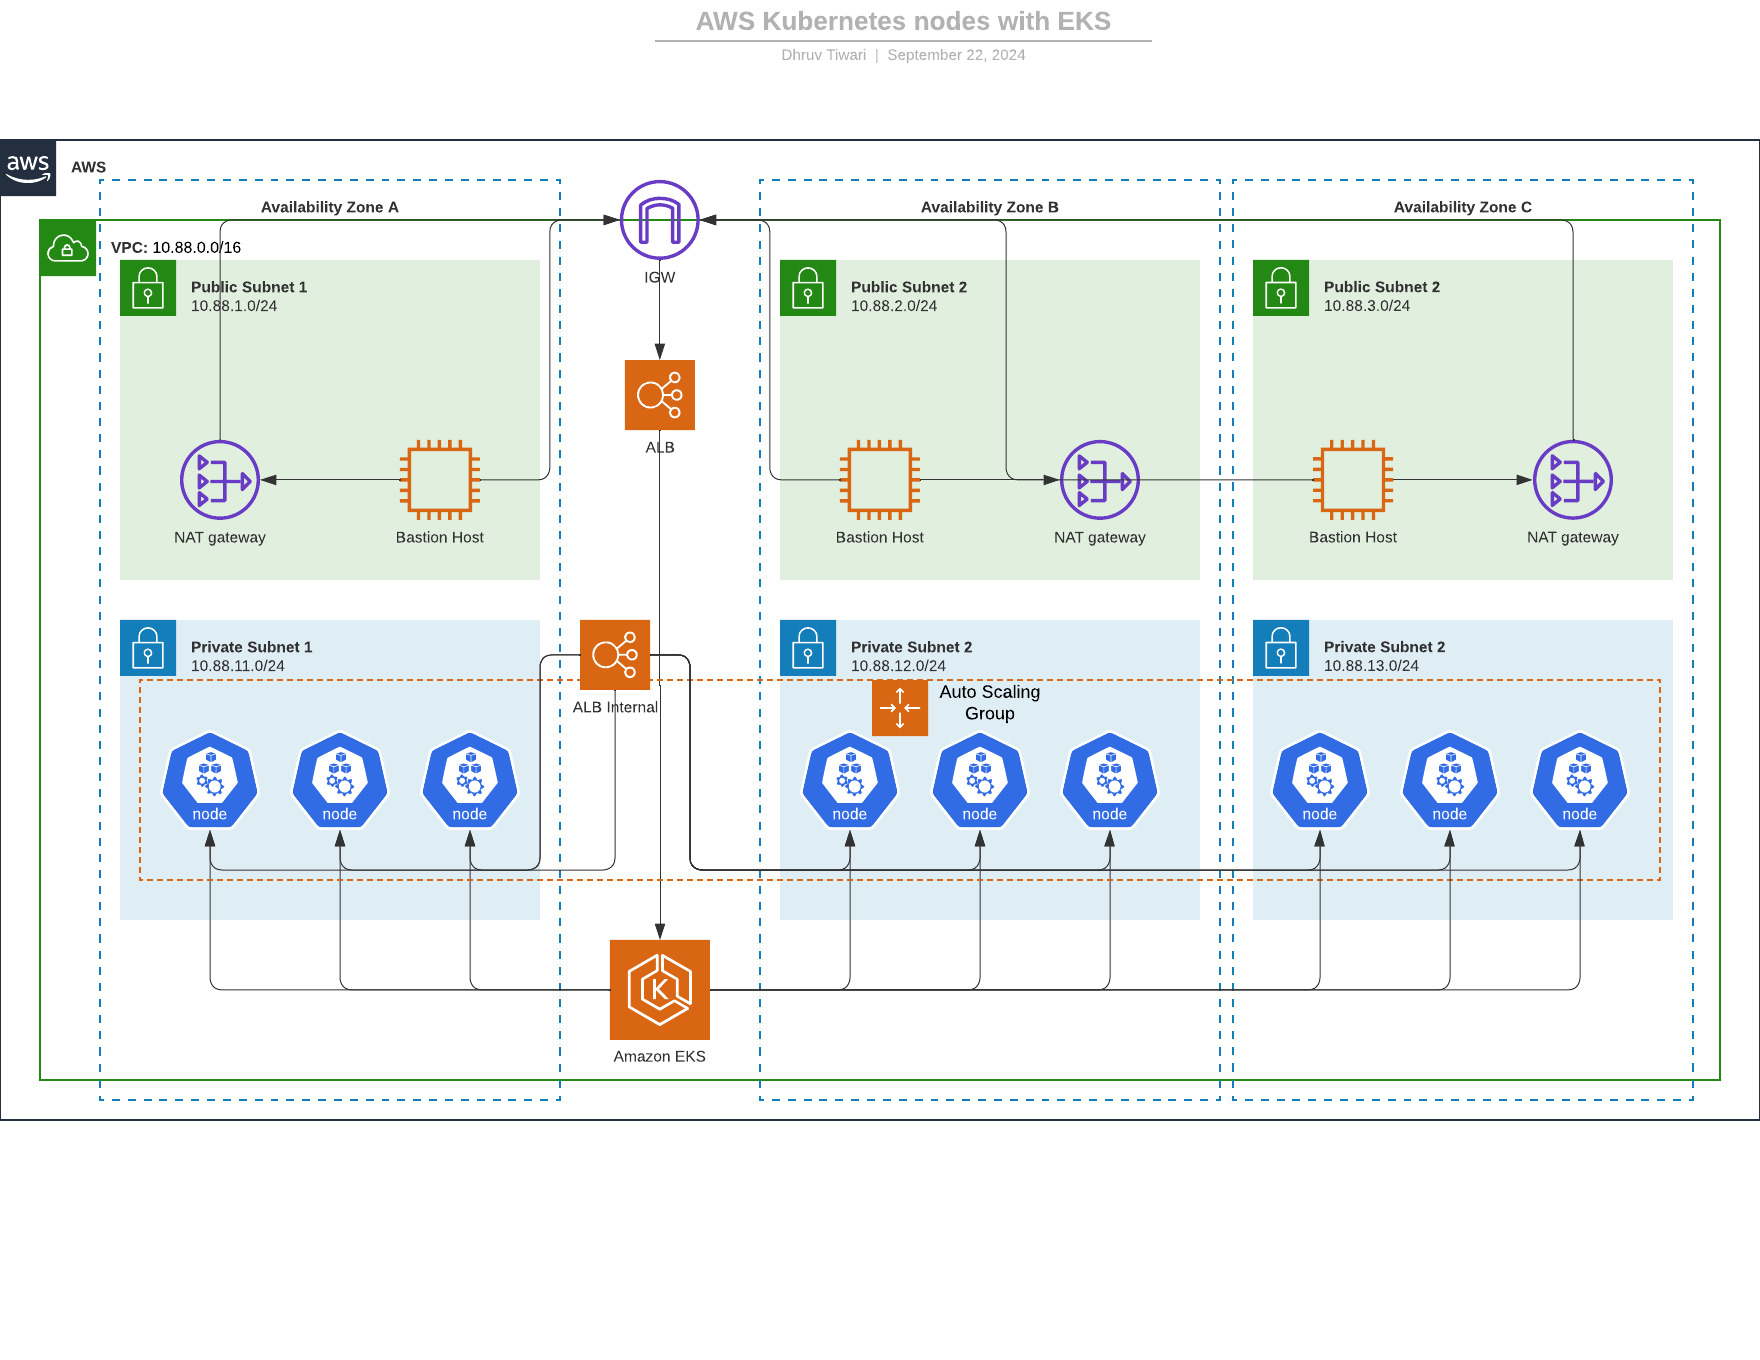 AWS Kubernetes nodes with EKS
Dhruv Tiwari | September 22, 2024
aws
AWS
Availability Zone A
Availability Zone B
Availability Zone C
VPC: 10.88.0.0/16
IGW
Public Subnet 1
10.88.1.0/24
Public Subnet 2
10.88.2.0/24
Public Subnet 2
10.88.3.0/24
ALB
NAT gateway
Bastion Host
Bastion Host
NAT gateway
Bastion Host
NAT gateway
Private Subnet 1
10.88.11.0/24
Private Subnet 2
10.88.12.0/24
Private Subnet 2
10.88.13.0/24
ALB Internal
Auto Scaling
Group
node
node
node
node
node
node
node
node
node
K
Amazon EKS